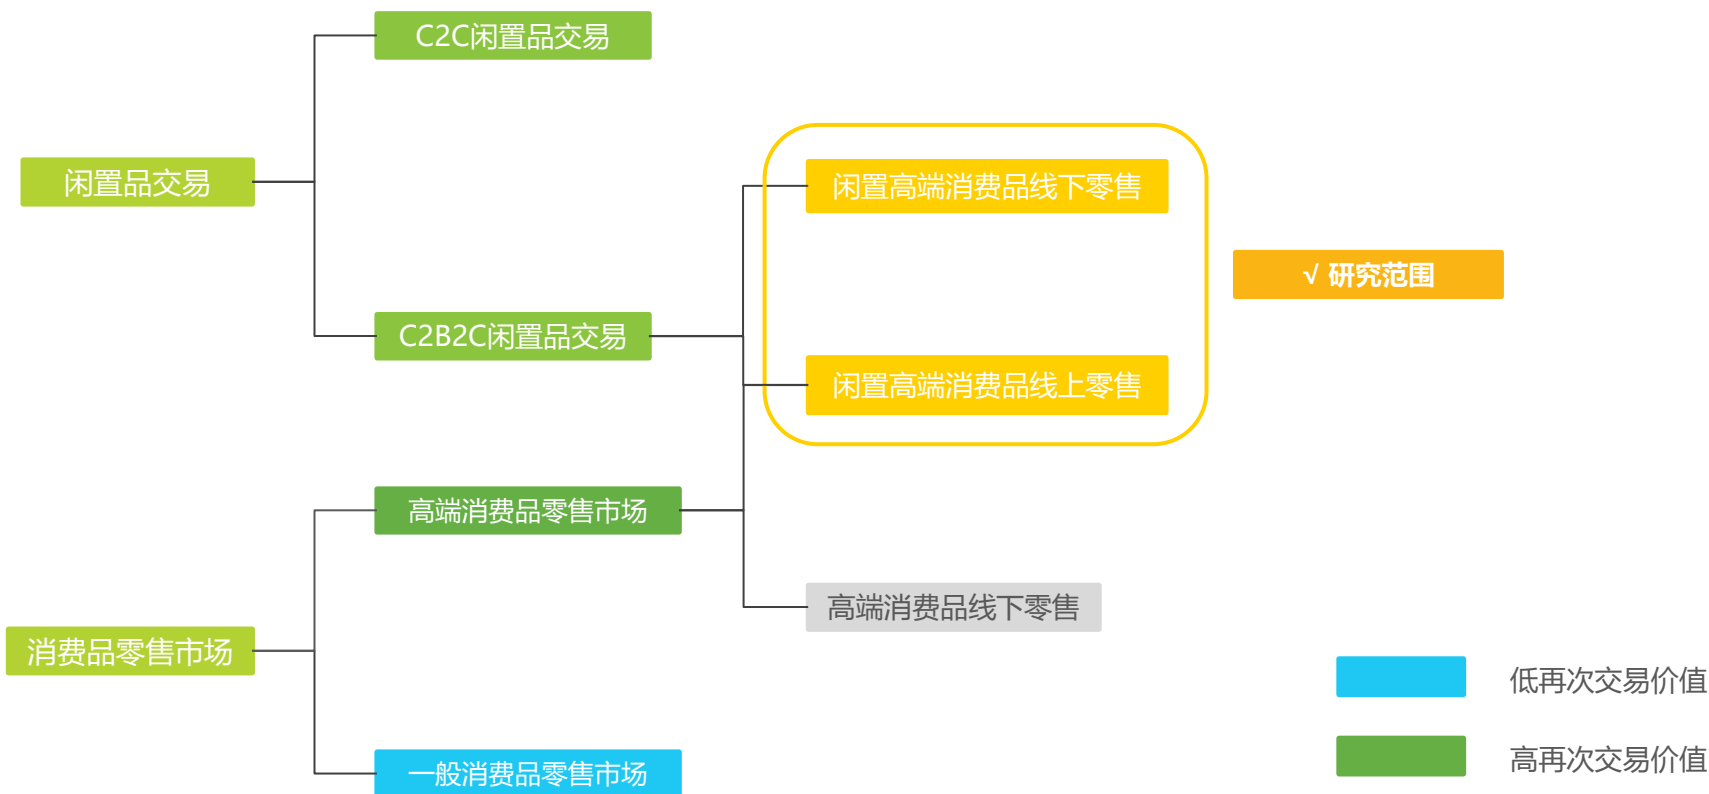 C2C闲置品交易
闲置品交易
闲置高端消费品线下零售
√ 研究范围
C2B2C闲置品交易
闲置高端消费品线上零售
高端消费品零售市场
高端消费品线下零售
消费品零售市场
低再次交易价值
高再次交易价值
一般消费品零售市场